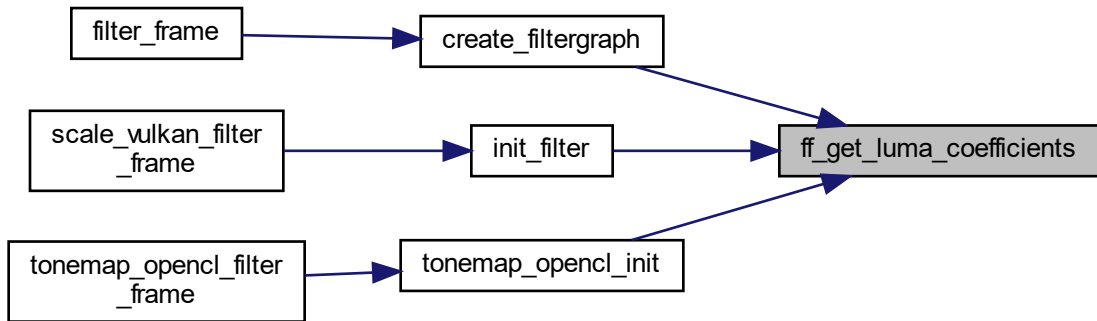 filter_frame
create_filtergraph
scale_vulkan_filter
_frame
init_filter
ff_get_luma_coefficients
tonemap_opencl_filter
_frame
tonemap_opencl_init